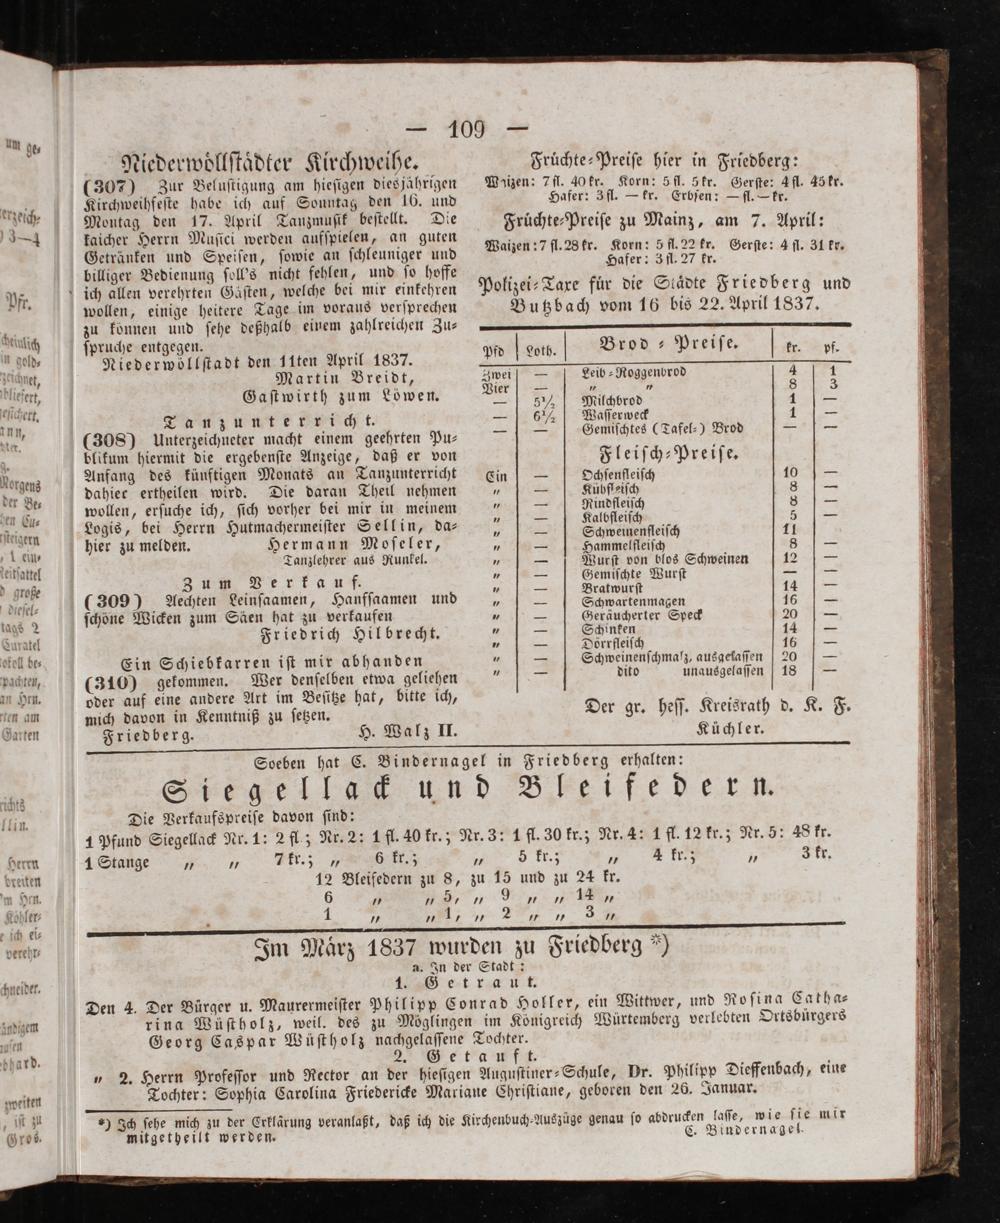 — 109 —
Niederwöllstädter Kirchweihe.
(307) Zur Belustigung am hiesigen diesjährigen
Kirchweihfeste habe ich auf Sonntag den 16. und
Montag den 17. April Tanzmusik bestellt. Die
kaicher Herrn Musici werden aufspielen, an guten
Getränken und Speisen, sowie an schleuniger und
billiger Bedienung soll's nicht fehlen, und so hoffe
ich allen verehrten Gästen, welche bei mir einkehren
wollen, einige heitere Tage im voraus versprechen
zu können und sehe deßhalb einem zahlreichen Zu-
spruche entgegen.
Niederwöllstadt den 11ten April 1837.
Martin Breidt,
Gastwirth zum Löwen.
Tanzunterricht.
(308) Unterzeichneter macht einem geehrten Pu-
blikum hiermit die ergebenste Anzeige, daß er von
Anfang des künftigen Monats an Tanzunterricht
dahier ertheilen wird. Die daran Theil nehmen
wollen, ersuche ich, sich vorher bei mir in meinem
Logis, bei Herrn Hutmachermeister Sellin, da-
hier zu melden. Hermann Moseler,
Tanzlehrer aus Runkel.
Zum Verkauf.
(309) Aechten Leinsaamen, Hanfsaamen und
schöne Wicken zum Säen hat zu verkaufen
Friedrich Hilbrecht.
Ein Schiebkarren ist mir abhanden
(310) gekommen. Wer denselben etwa geliehen
oder auf eine andere Art im Besitze hat, bitte ich,
mich davon in Kenntniß zu setzen.
Friedberg. H. Walz II.
Früchte-Preise hier in Friedberg:
Waizen: 7 fl. 40 kr. Korn: 5 fl. 5 kr. Gerste: 4 fl. 45 kr.
Hafer: 3 fl. — kr. Erbsen: — fl. — kr.
Früchte-Preise zu Mainz, am 7. April:
Waizen: 7 fl. 28 kr. Korn: 5 fl. 22 kr. Gerste: 4 fl. 31 kr.
Hafer: 3 fl. 27 kr.
Polizei-Taxe für die Städte Friedberg und
Butzbach vom 16 bis 22. April 1837.
Pfd Loth. Brod-Preise. kr. pf.
Zwei — Leib-Roggenbrod 4 1
Vier — „ „ 8 3
— 5½ Milchbrod 1 —
— 6½ Wasserweck 1 —
— — Gemischtes (Tafel-) Brod — —
Fleisch-Preise.
Ein — Ochsenfleisch 10 —
„ — Kuhfleisch 8 —
„ — Rindfleisch 8 —
„ — Kalbfleisch 5 —
„ — Schweinenfleisch 11
„ — Hammelfleisch 8 —
„ — Wurst von blos Schweinen 12 —
„ — Gemischte Wurst — —
„ — Bratwurst 14 —
„ — Schwartenmagen 16 —
„ — Geräucherter Speck 20 —
„ — Schinken 14 —
„ — Dörrfleisch 16 —
„ — Schweinenschmalz, ausgelassen 20 —
„ — dito unausgelassen 18 —
Der gr. hess. Kreisrath d. K. F.
Küchler.
Soeben hat C. Bindernagel in Friedberg erhalten:
Siegellack und Bleifedern.
Die Verkaufspreise davon sind:
1 Pfund Siegellack Nr. 1: 2 fl.; Nr. 2: 1 fl. 40 kr.; Nr. 3: 1 fl. 30 kr.; Nr. 4: 1 fl. 12 kr.; Nr. 5: 48 kr.
1 Stange „ „ 7 kr.; „ 6 kr.; „ 5 kr.; „ 4 kr.; „ 3 kr.
12 Bleifedern zu 8, zu 15 und zu 24 kr.
6 „ „ 5, „ 9 „ „ 14 „
1 „ „ 1, „ 2 „ „ 3 „
Im März 1837 wurden zu Friedberg *)
a. In der Stadt:
1. Getraut.
Den 4. Der Bürger u. Maurermeister Philipp Conrad Holler, ein Wittwer, und Rosina Catha-
rina Wüstholz, weil. des zu Möglingen im Königreich Würtemberg verlebten Ortsbürgers
Georg Caspar Wüstholz nachgelassene Tochter.
2. Getauft.
„ 2. Herrn Professor und Rector an der hiesigen Augustiner-Schule, Dr. Philipp Dieffenbach, eine
Tochter: Sophia Carolina Friedericke Mariane Christiane, geboren den 26. Januar.
*) Ich sehe mich zu der Erklärung veranlaßt, daß ich die Kirchenbuch-Auszüge genau so abdrucken lasse, wie sie mir
mitgetheilt werden. C. Bindernagel.